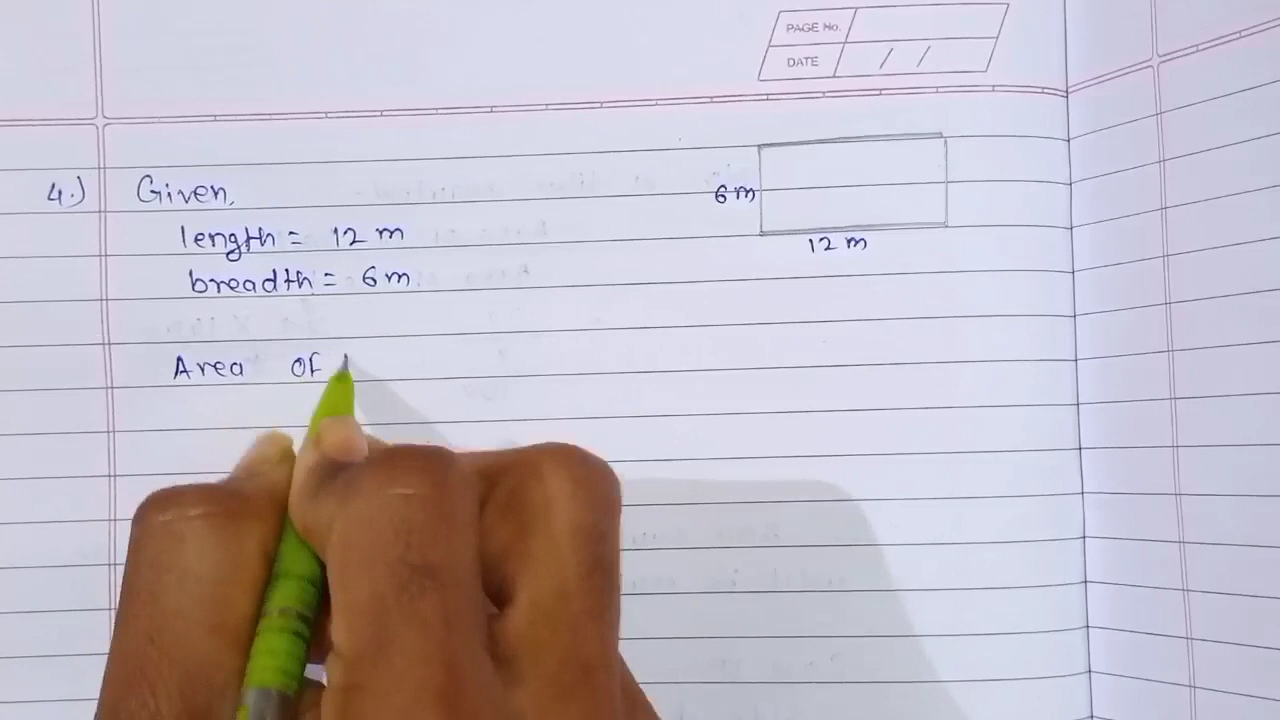 PAGE No.
DATE / /
4.) Given,
length = 12 m
breadth = 6 m
6 m
12 m
Area of